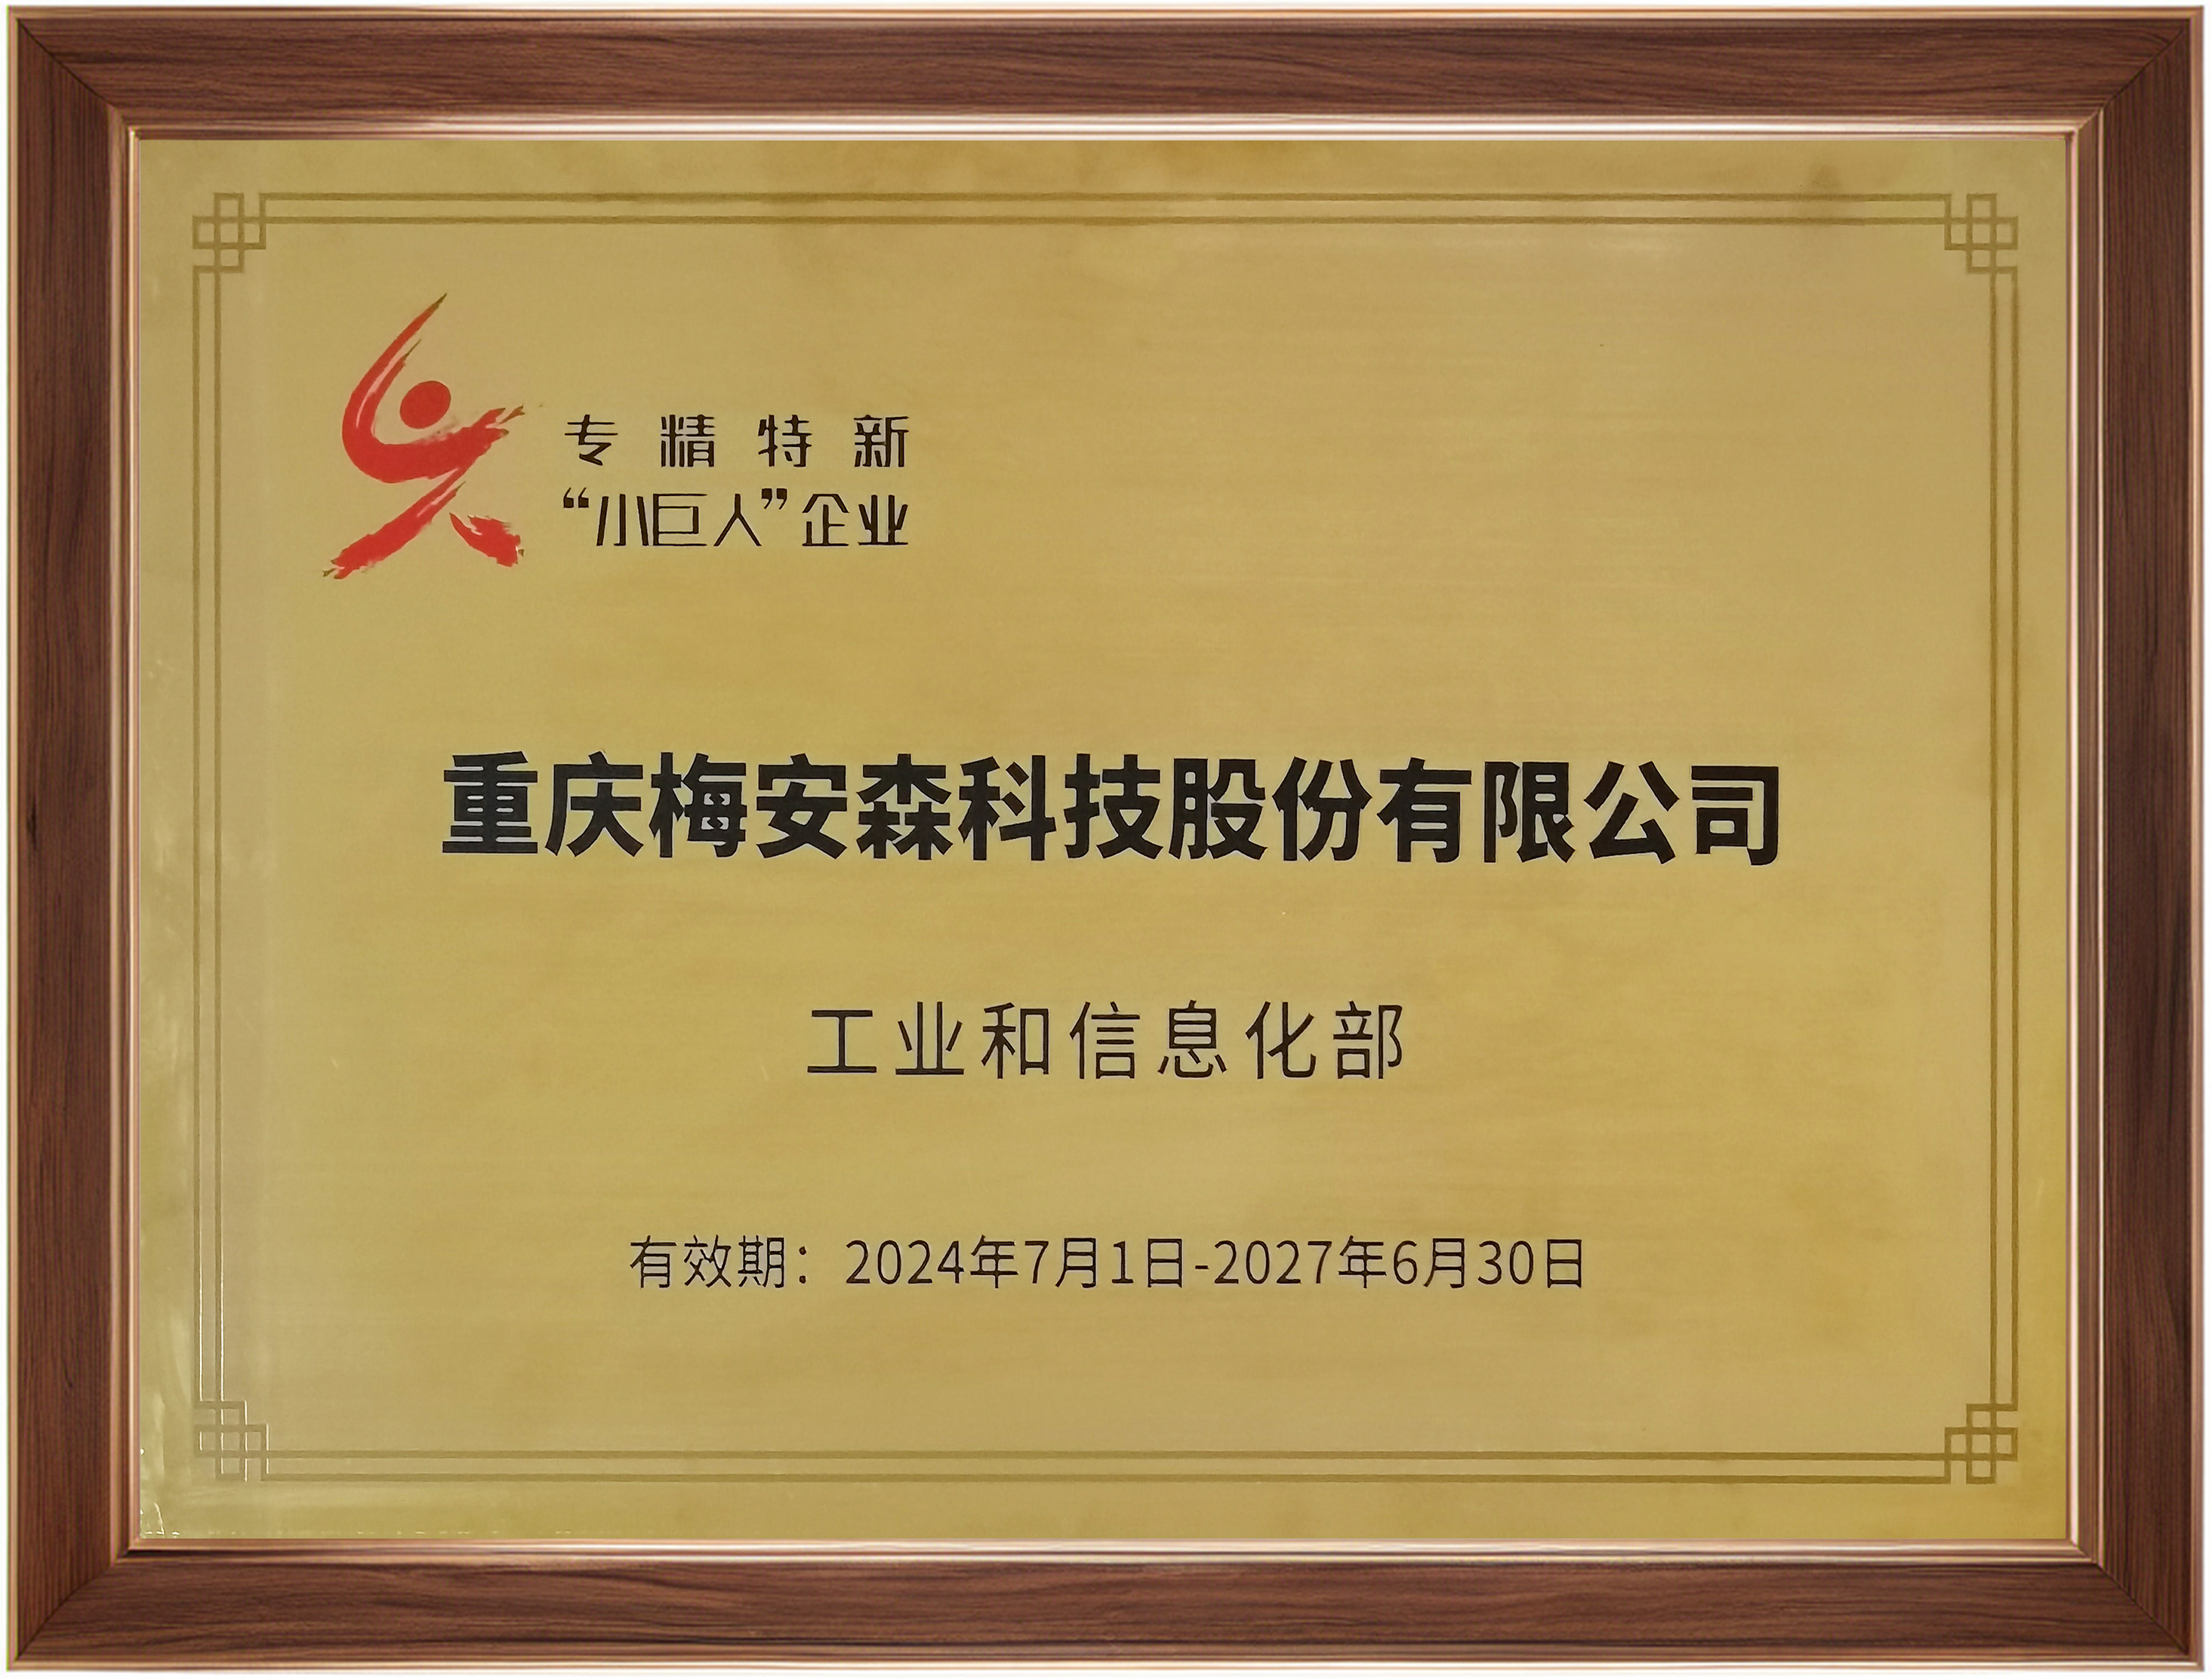 专精特新
“小巨人”企业
重庆梅安森科技股份有限公司
工业和信息化部
有效期：2024年7月1日-2027年6月30日